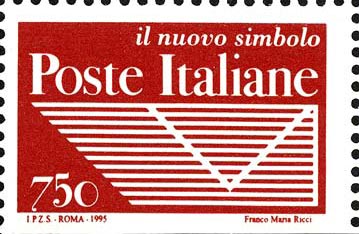 il nuovo simbolo
Poste Italiane
750
I P.Z.S. - ROMA - 1995 Franco Maria Ricci